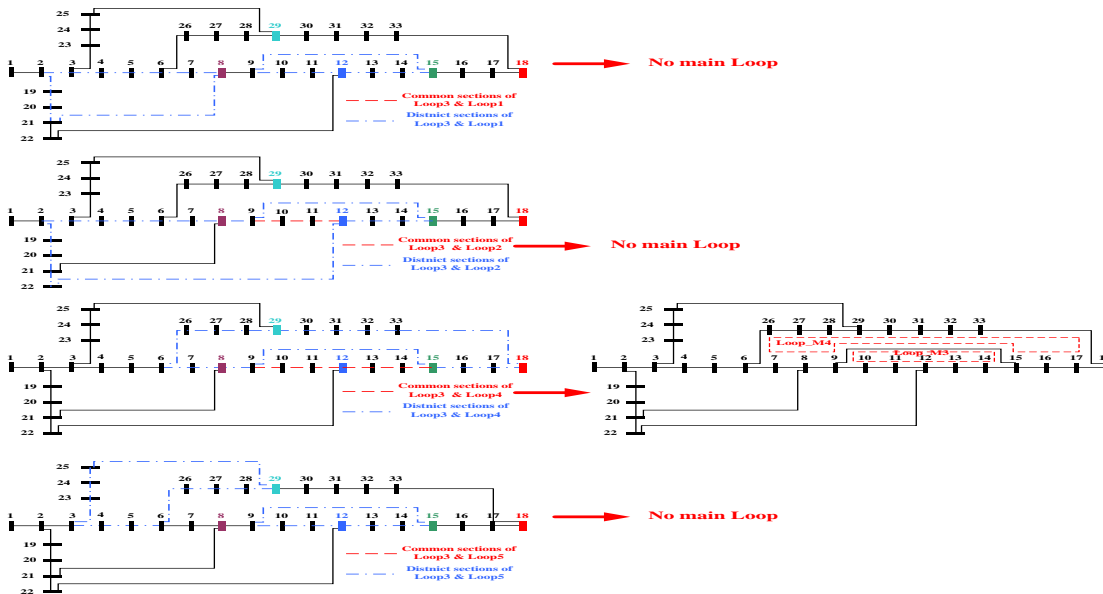 25
24
23
26 27 28 29 30 31 32 33
1 2 3 4 5 6 7 8 9 10 11 12 13 14 15 16 17 18
No main Loop
19
20
21
22
Common sections of
Loop3 & Loop1
District sections of
Loop3 & Loop1
25
24
23
26 27 28 29 30 31 32 33
1 2 3 4 5 6 7 8 9 10 11 12 13 14 15 16 17 18
19
20
21
22
Common sections of
Loop3 & Loop2
District sections of
Loop3 & Loop2
No main Loop
25
24
23
26 27 28 29 30 31 32 33
1 2 3 4 5 6 7 8 9 10 11 12 13 14 15 16 17 18
19
20
21
22
Common sections of
Loop3 & Loop4
District sections of
Loop3 & Loop4
25
24
23
26 27 28 29 30 31 32 33
Loop_M4
Loop_M3
1 2 3 4 5 6 7 8 9 10 11 12 13 14 15 16 17
19
20
21
22
25
24
23
26 27 28 29 30 31 32 33
1 2 3 4 5 6 7 8 9 10 11 12 13 14 15 16 17 18
No main Loop
19
20
21
22
Common sections of
Loop3 & Loop5
District sections of
Loop3 & Loop5